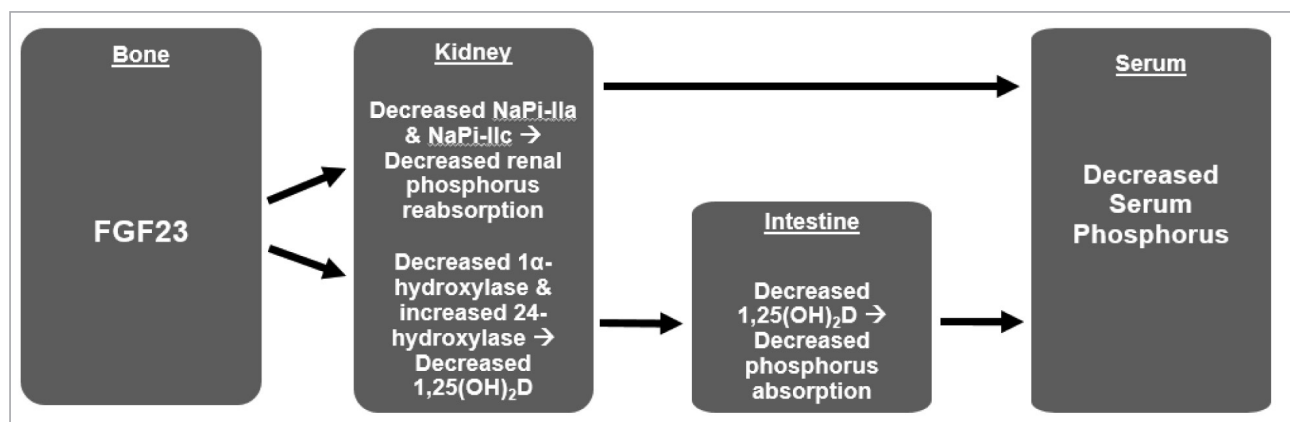 Bone
FGF23
Kidney
Decreased NaPi-IIa
& NaPi-IIc →
Decreased renal
phosphorus
reabsorption
Decreased 1α-
hydroxylase &
increased 24-
hydroxylase →
Decreased
1,25(OH)₂D
Intestine
Decreased
1,25(OH)₂D →
Decreased
phosphorus
absorption
Serum
Decreased
Serum
Phosphorus